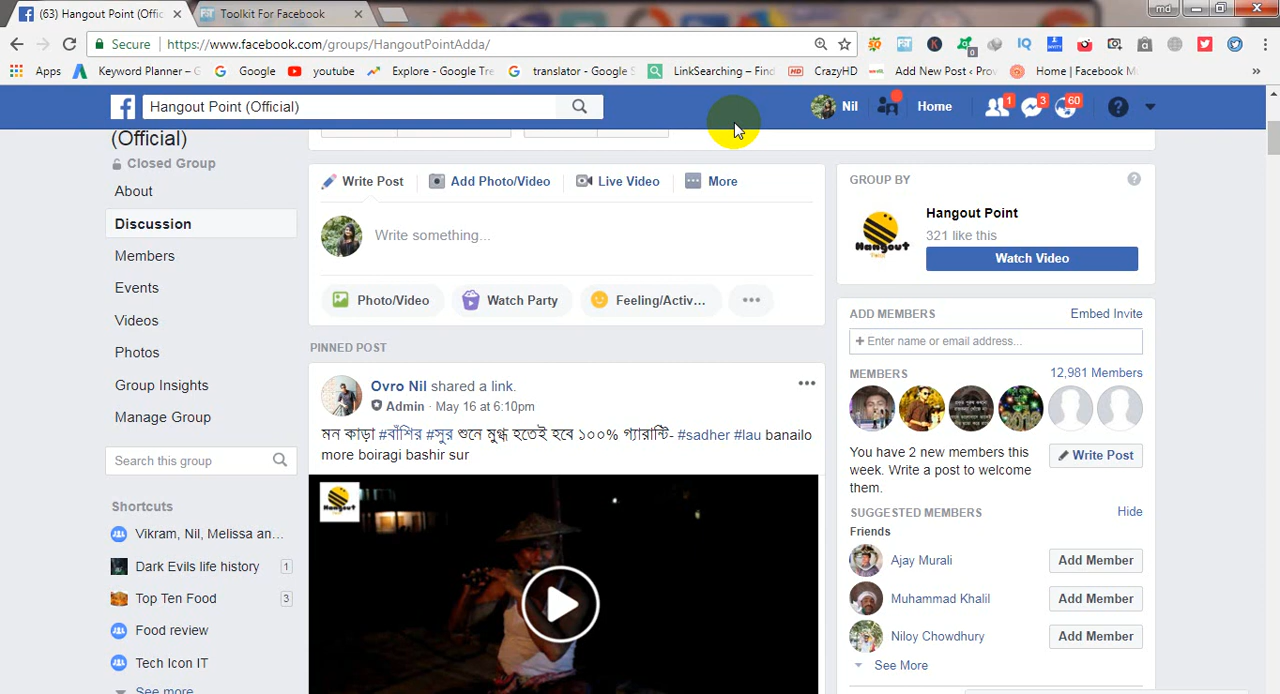 (63) Hangout Point (Offic
Toolkit For Facebook
md
Secure
https://www.facebook.com/groups/HangoutPointAdda/
Apps
Keyword Planner – G
Google
youtube
Explore - Google Tre
translator - Google S
LinkSearching – Find
CrazyHD
Add New Post ‹ Prov
Home | Facebook M
»
Hangout Point (Official)
Nil
Home
1
3
60
(Official)
Closed Group
About
Discussion
Members
Events
Videos
Photos
Group Insights
Manage Group
Search this group
Shortcuts
Vikram, Nil, Melissa an...
Dark Evils life history
1
Top Ten Food
3
Food review
Tech Icon IT
See more
Write Post
Add Photo/Video
Live Video
More
Write something...
Photo/Video
Watch Party
Feeling/Activ...
PINNED POST
Ovro Nil shared a link.
Admin · May 16 at 6:10pm
মন কাড়া #বাঁশির #সুর শুনে মুগ্ধ হতেই হবে ১০০% গ্যারান্টি- #sadher #lau banailo
more boiragi bashir sur
GROUP BY
Hangout Point
321 like this
Watch Video
ADD MEMBERS
Embed Invite
+ Enter name or email address...
MEMBERS
12,981 Members
You have 2 new members this
week. Write a post to welcome
them.
Write Post
SUGGESTED MEMBERS
Hide
Friends
Ajay Murali
Add Member
Muhammad Khalil
Add Member
Niloy Chowdhury
Add Member
See More